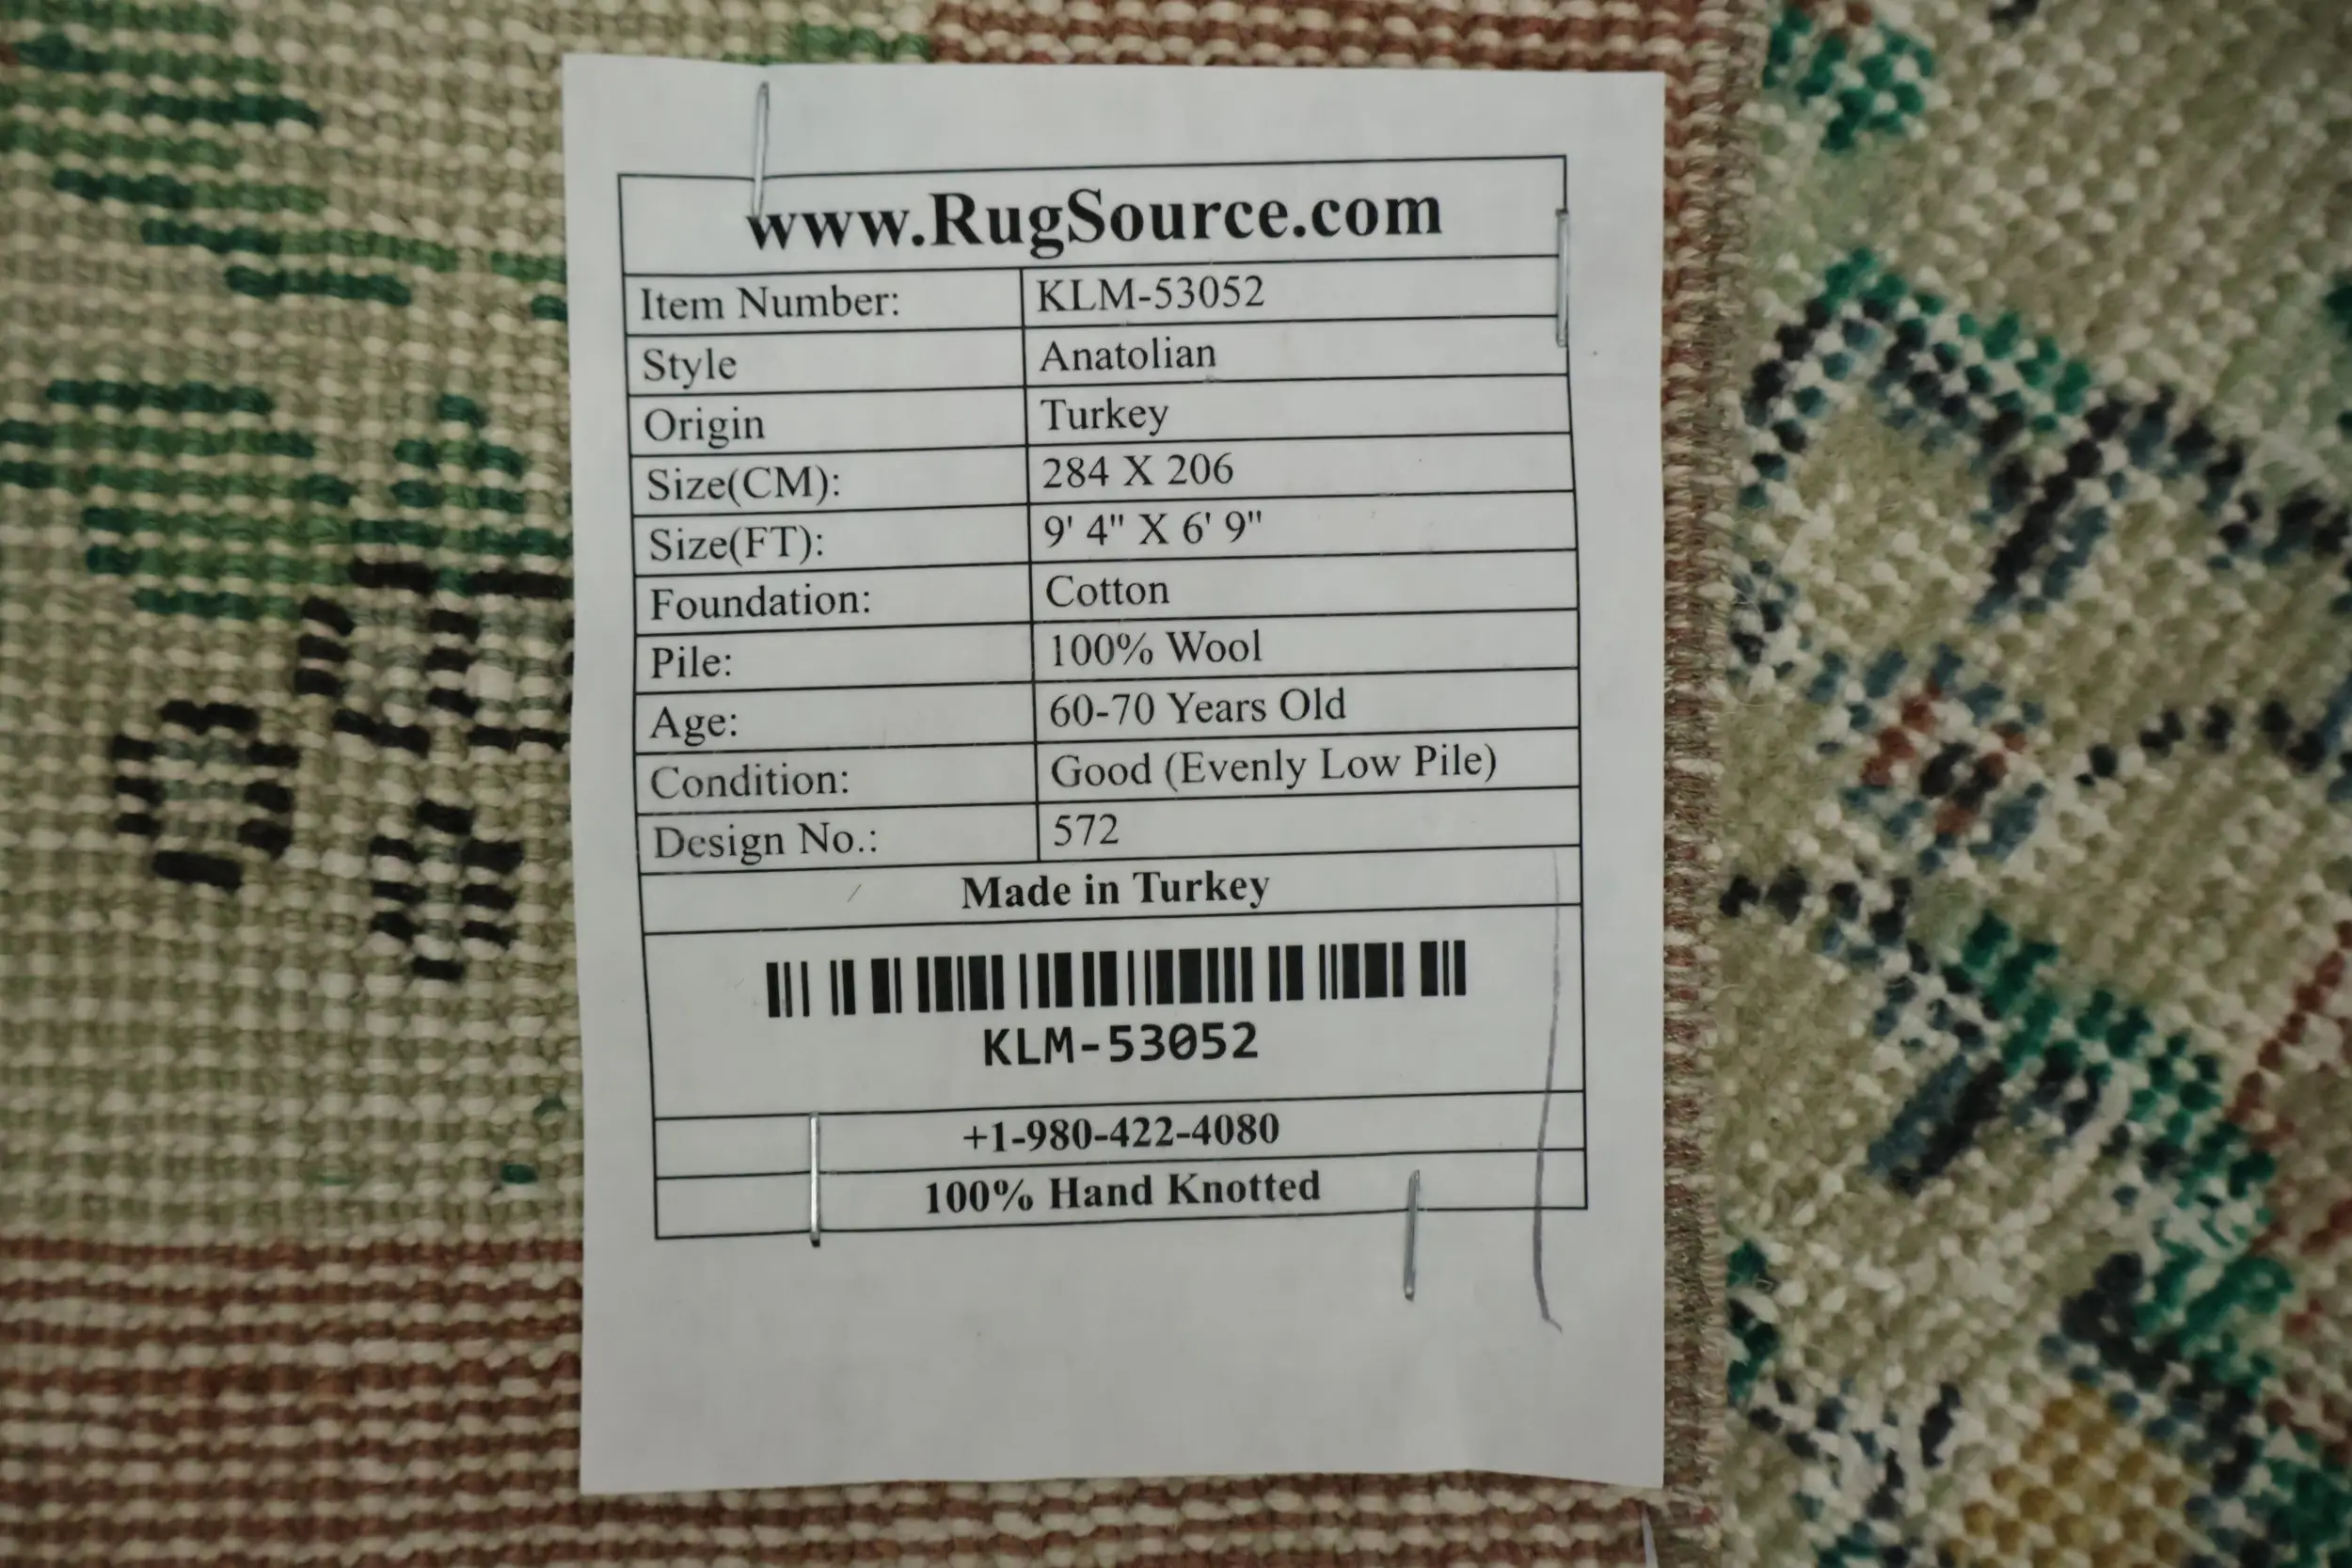 www.RugSource.com
Item Number: KLM-53052
Style Anatolian
Origin Turkey
Size(CM): 284 X 206
Size(FT): 9' 4" X 6' 9"
Foundation: Cotton
Pile: 100% Wool
Age: 60-70 Years Old
Condition: Good (Evenly Low Pile)
Design No.: 572
Made in Turkey
KLM-53052
+1-980-422-4080
100% Hand Knotted